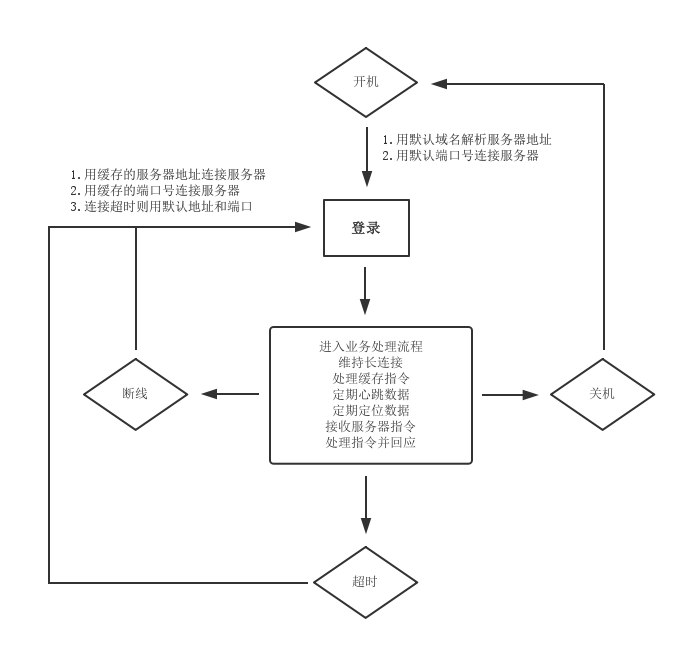 开机
1.用默认域名解析服务器地址
2.用默认端口号连接服务器
1.用缓存的服务器地址连接服务器
2.用缓存的端口号连接服务器
3.连接超时则用默认地址和端口
登录
进入业务处理流程
维持长连接
处理缓存指令
定期心跳数据
定期定位数据
接收服务器指令
处理指令并回应
断线
关机
超时